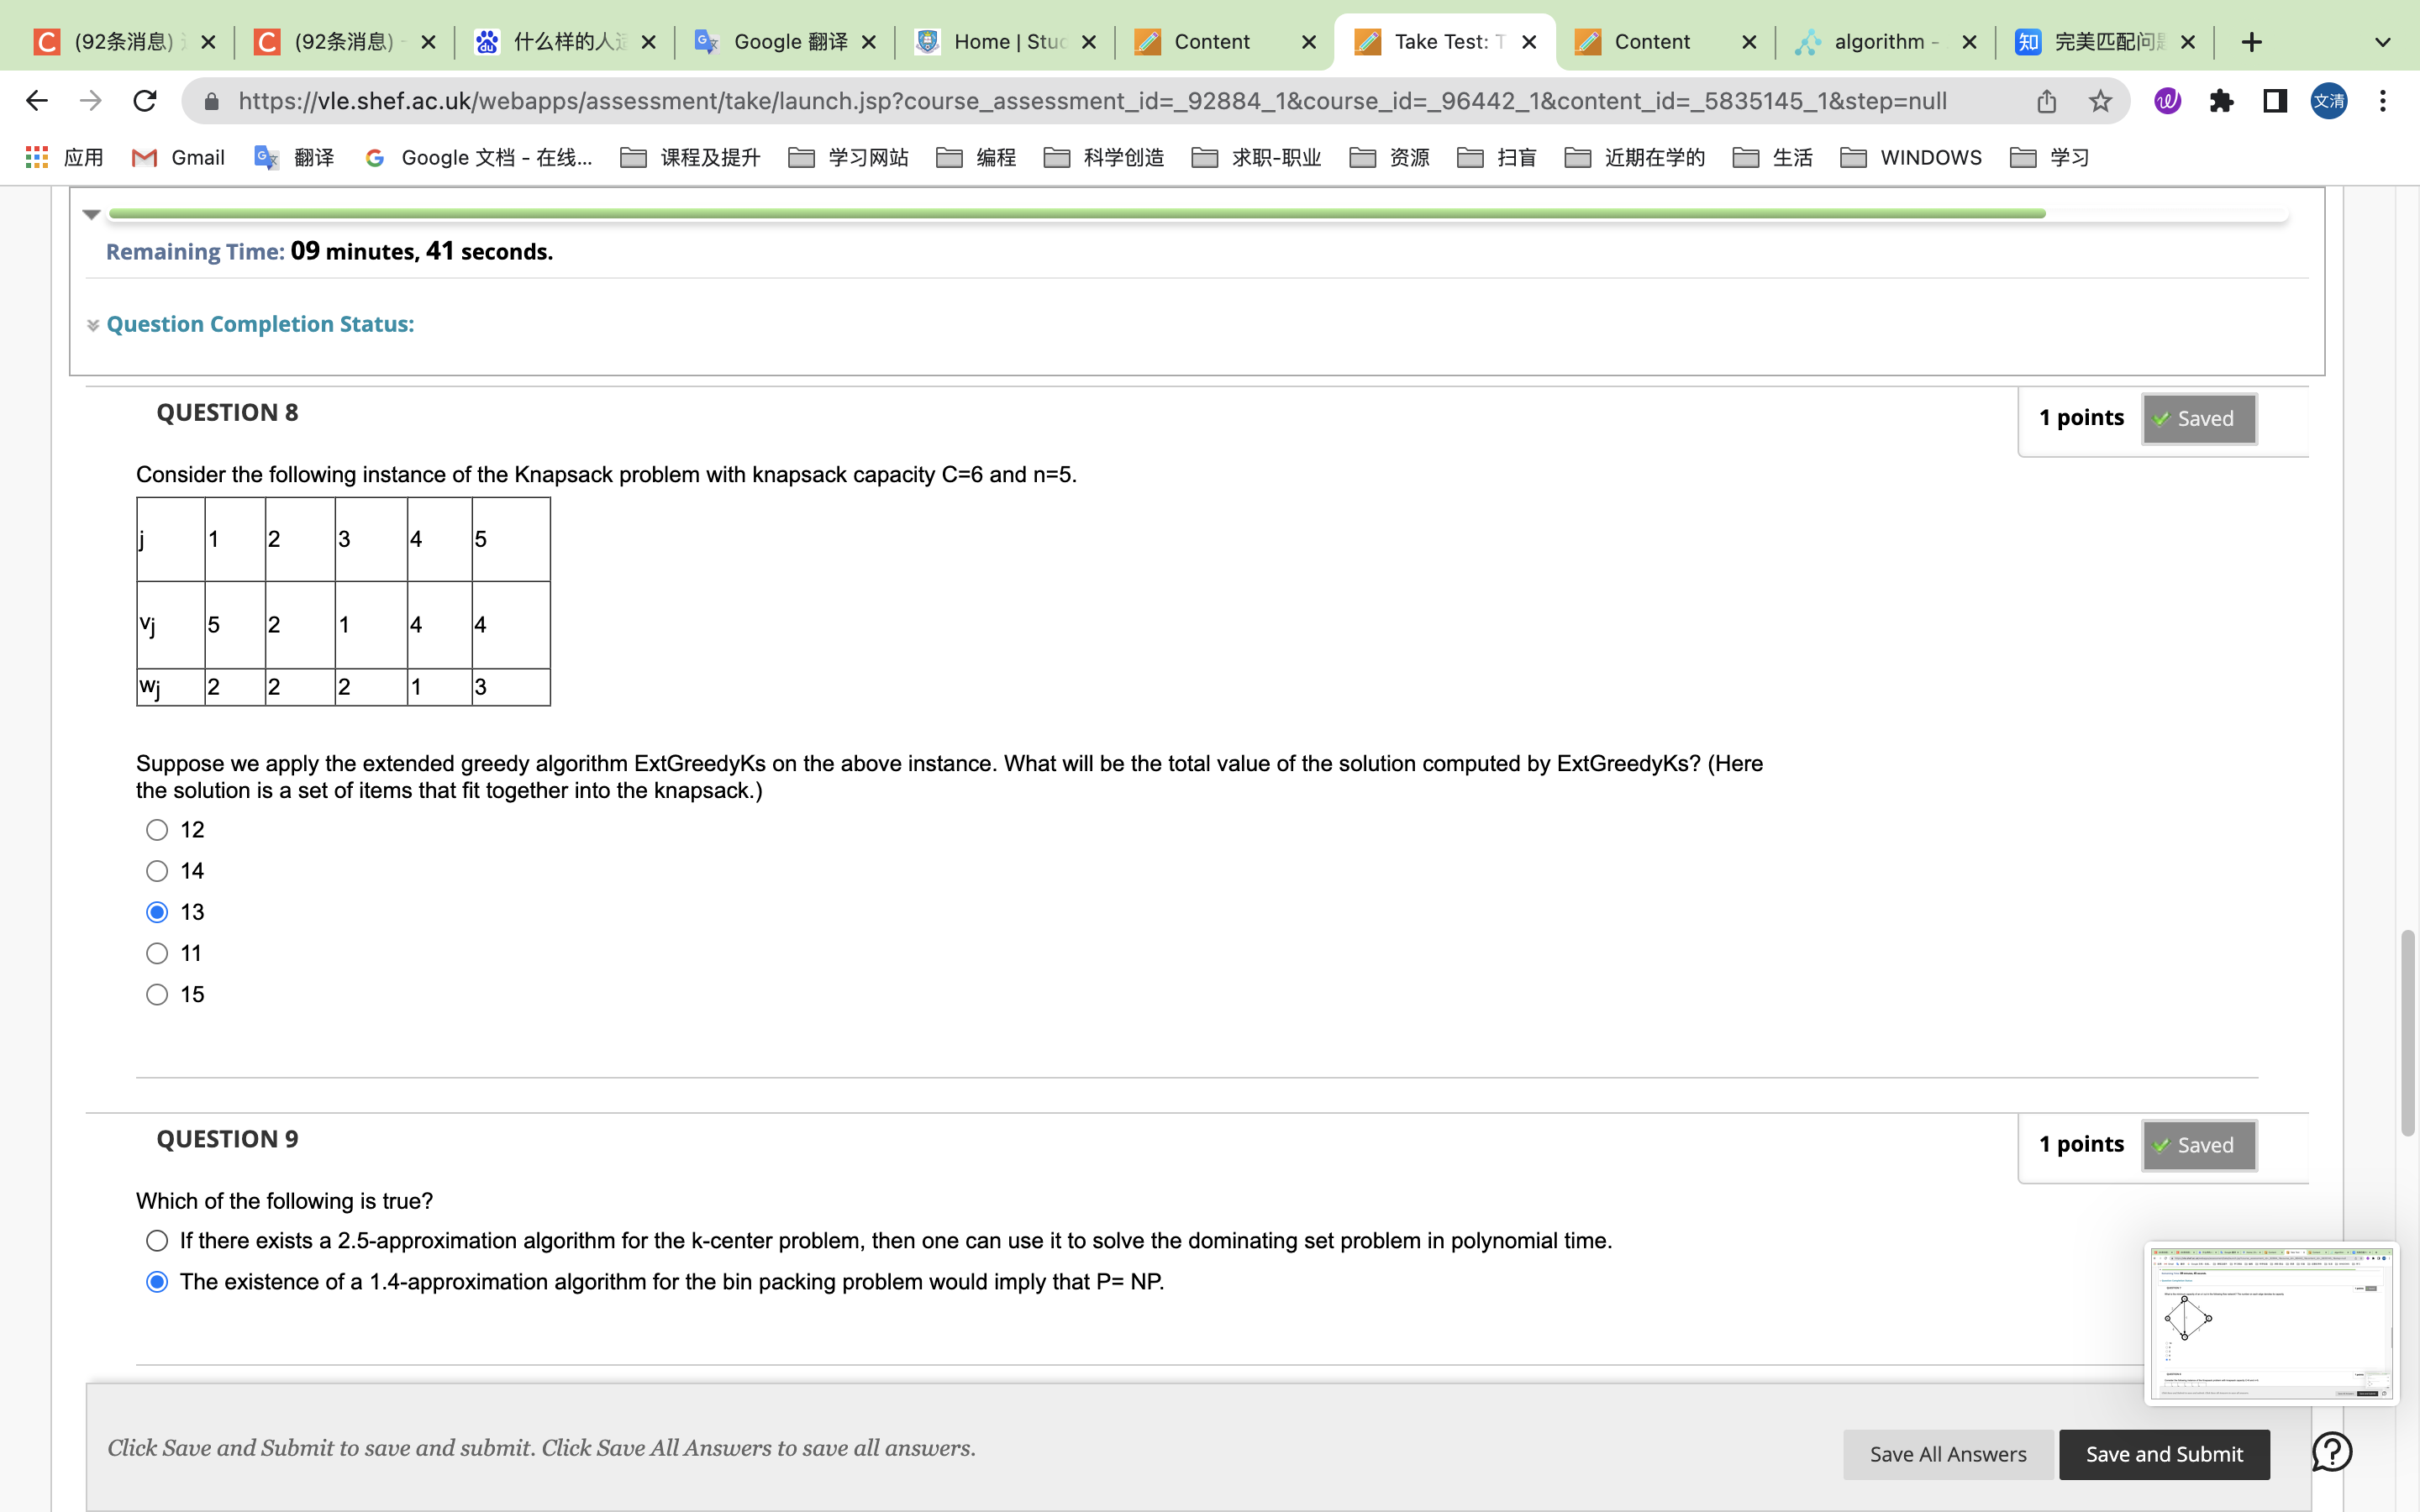 (92条消息)
(92条消息) -
什么样的人
Google 翻译
Home | Stu
Content
Take Test: T
Content
algorithm -
完美匹配问
https://vle.shef.ac.uk/webapps/assessment/take/launch.jsp?course_assessment_id=_92884_1&course_id=_96442_1&content_id=_5835145_1&step=null
文清
应用 Gmail 翻译 Google 文档 - 在线... 课程及提升 学习网站 编程 科学创造 求职-职业 资源 扫盲 近期在学的 生活 WINDOWS 学习
Remaining Time: 09 minutes, 41 seconds.
Question Completion Status:
QUESTION 8
1 points Saved
Consider the following instance of the Knapsack problem with knapsack capacity C=6 and n=5.
j 1 2 3 4 5
vj 5 2 1 4 4
wj 2 2 2 1 3
Suppose we apply the extended greedy algorithm ExtGreedyKs on the above instance. What will be the total value of the solution computed by ExtGreedyKs? (Here
the solution is a set of items that fit together into the knapsack.)
12
14
13
11
15
QUESTION 9
1 points Saved
Which of the following is true?
If there exists a 2.5-approximation algorithm for the k-center problem, then one can use it to solve the dominating set problem in polynomial time.
The existence of a 1.4-approximation algorithm for the bin packing problem would imply that P= NP.
Click Save and Submit to save and submit. Click Save All Answers to save all answers.
Save All Answers Save and Submit